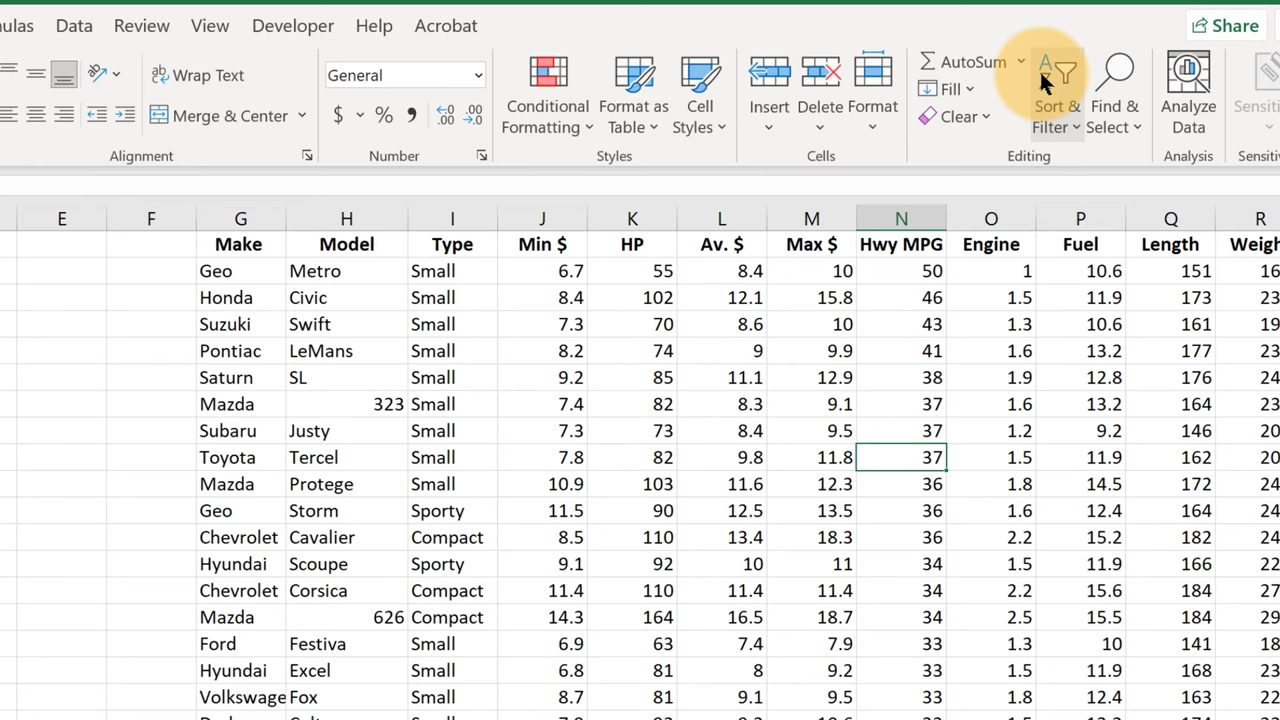 ulas Data Review View Developer Help Acrobat Share
Wrap Text General AutoSum
Fill
Merge & Center $ % Conditional Formatting Format as Table Cell Styles Insert Delete Format Clear Sort & Filter Find & Select Analyze Data Sensiti
Alignment Number Styles Cells Editing Analysis Sensiti
E F G H I J K L M N O P Q R
Make Model Type Min $ HP Av. $ Max $ Hwy MPG Engine Fuel Length Weigh
Geo Metro Small 6.7 55 8.4 10 50 1 10.6 151 16
Honda Civic Small 8.4 102 12.1 15.8 46 1.5 11.9 173 23
Suzuki Swift Small 7.3 70 8.6 10 43 1.3 10.6 161 19
Pontiac LeMans Small 8.2 74 9 9.9 41 1.6 13.2 177 23
Saturn SL Small 9.2 85 11.1 12.9 38 1.9 12.8 176 24
Mazda 323 Small 7.4 82 8.3 9.1 37 1.6 13.2 164 23
Subaru Justy Small 7.3 73 8.4 9.5 37 1.2 9.2 146 20
Toyota Tercel Small 7.8 82 9.8 11.8 37 1.5 11.9 162 20
Mazda Protege Small 10.9 103 11.6 12.3 36 1.8 14.5 172 24
Geo Storm Sporty 11.5 90 12.5 13.5 36 1.6 12.4 164 24
Chevrolet Cavalier Compact 8.5 110 13.4 18.3 36 2.2 15.2 182 24
Hyundai Scoupe Sporty 9.1 92 10 11 34 1.5 11.9 166 22
Chevrolet Corsica Compact 11.4 110 11.4 11.4 34 2.2 15.6 184 27
Mazda 626 Compact 14.3 164 16.5 18.7 34 2.5 15.5 184 29
Ford Festiva Small 6.9 63 7.4 7.9 33 1.3 10 141 18
Hyundai Excel Small 6.8 81 8 9.2 33 1.5 11.9 168 23
Volkswage Fox Small 8.7 81 9.1 9.5 33 1.8 12.4 163 22